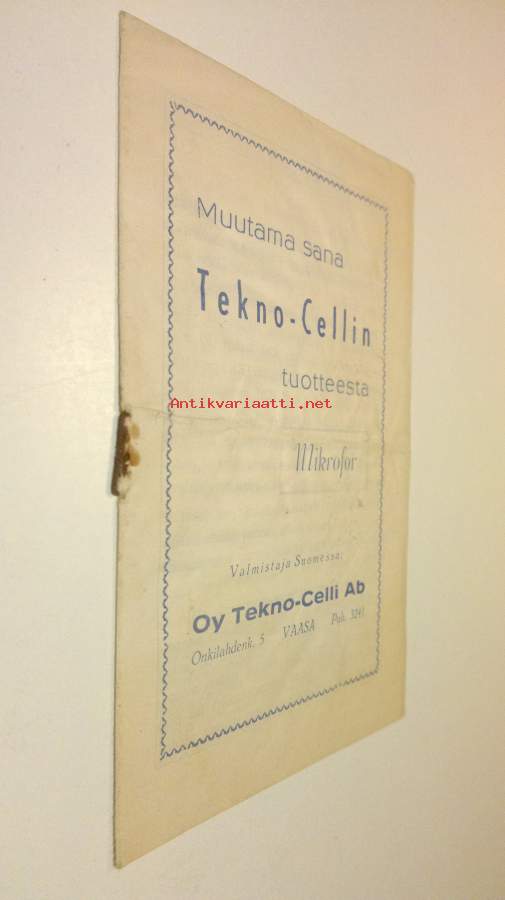 Muutama sana
Tekno-Cellin
tuotteesta
Antikvariaatti.net
Mikrofor
Valmistaja Suomessa:
Oy Tekno-Celli Ab
Onkilahdenk. 5 VAASA Puh. 3241